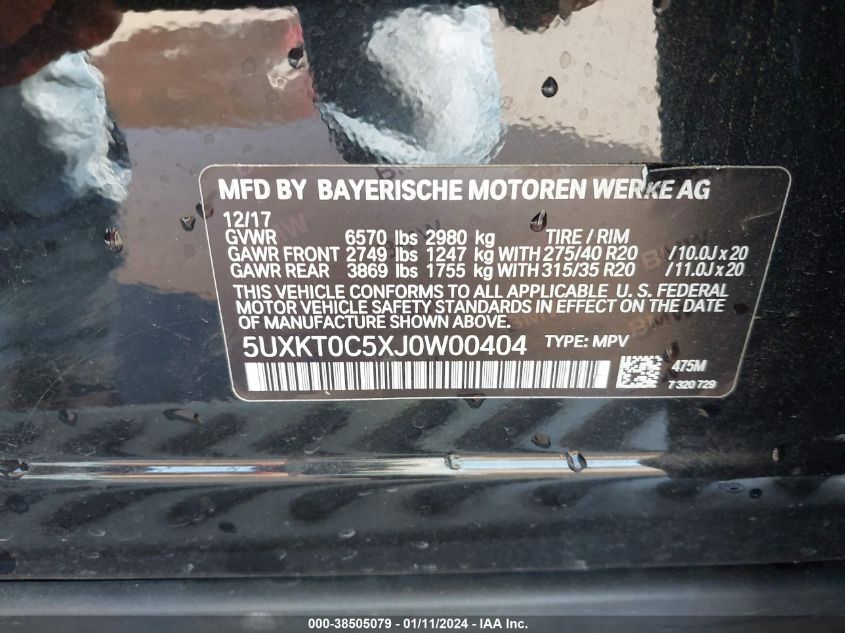 MFD BY BAYERISCHE MOTOREN WERKE AG
12/17
GVWR 6570 lbs 2980 kg TIRE / RIM
GAWR FRONT 2749 lbs 1247 kg WITH 275/40 R20 /10.0J x 20
GAWR REAR 3869 lbs 1755 kg WITH 315/35 R20 /11.0J x 20
THIS VEHICLE CONFORMS TO ALL APPLICABLE U. S. FEDERAL
MOTOR VEHICLE SAFETY STANDARDS IN EFFECT ON THE DATE
OF MANUFACTURE SHOWN ABOVE.
5UXKT0C5XJ0W00404 TYPE: MPV
475M
7 320 729
000-38505079 - 01/11/2024 - IAA Inc.